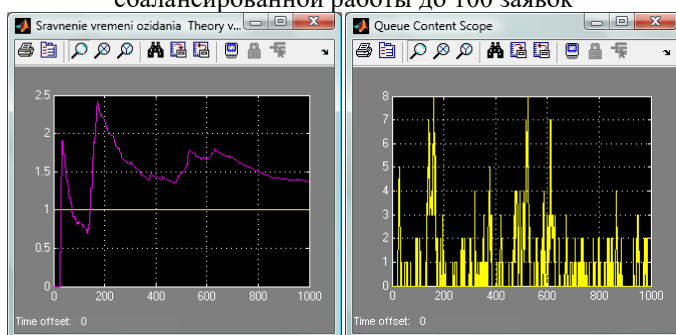 сбалансированной работы до 100 заявок
Sravnenie vremeni ozidania Theory v...
2.5
2
1.5
1
0.5
0
0 200 400 600 800 1000
Time offset: 0
Queue Content Scope
8
7
6
5
4
3
2
1
0
0 200 400 600 800 1000
Time offset: 0